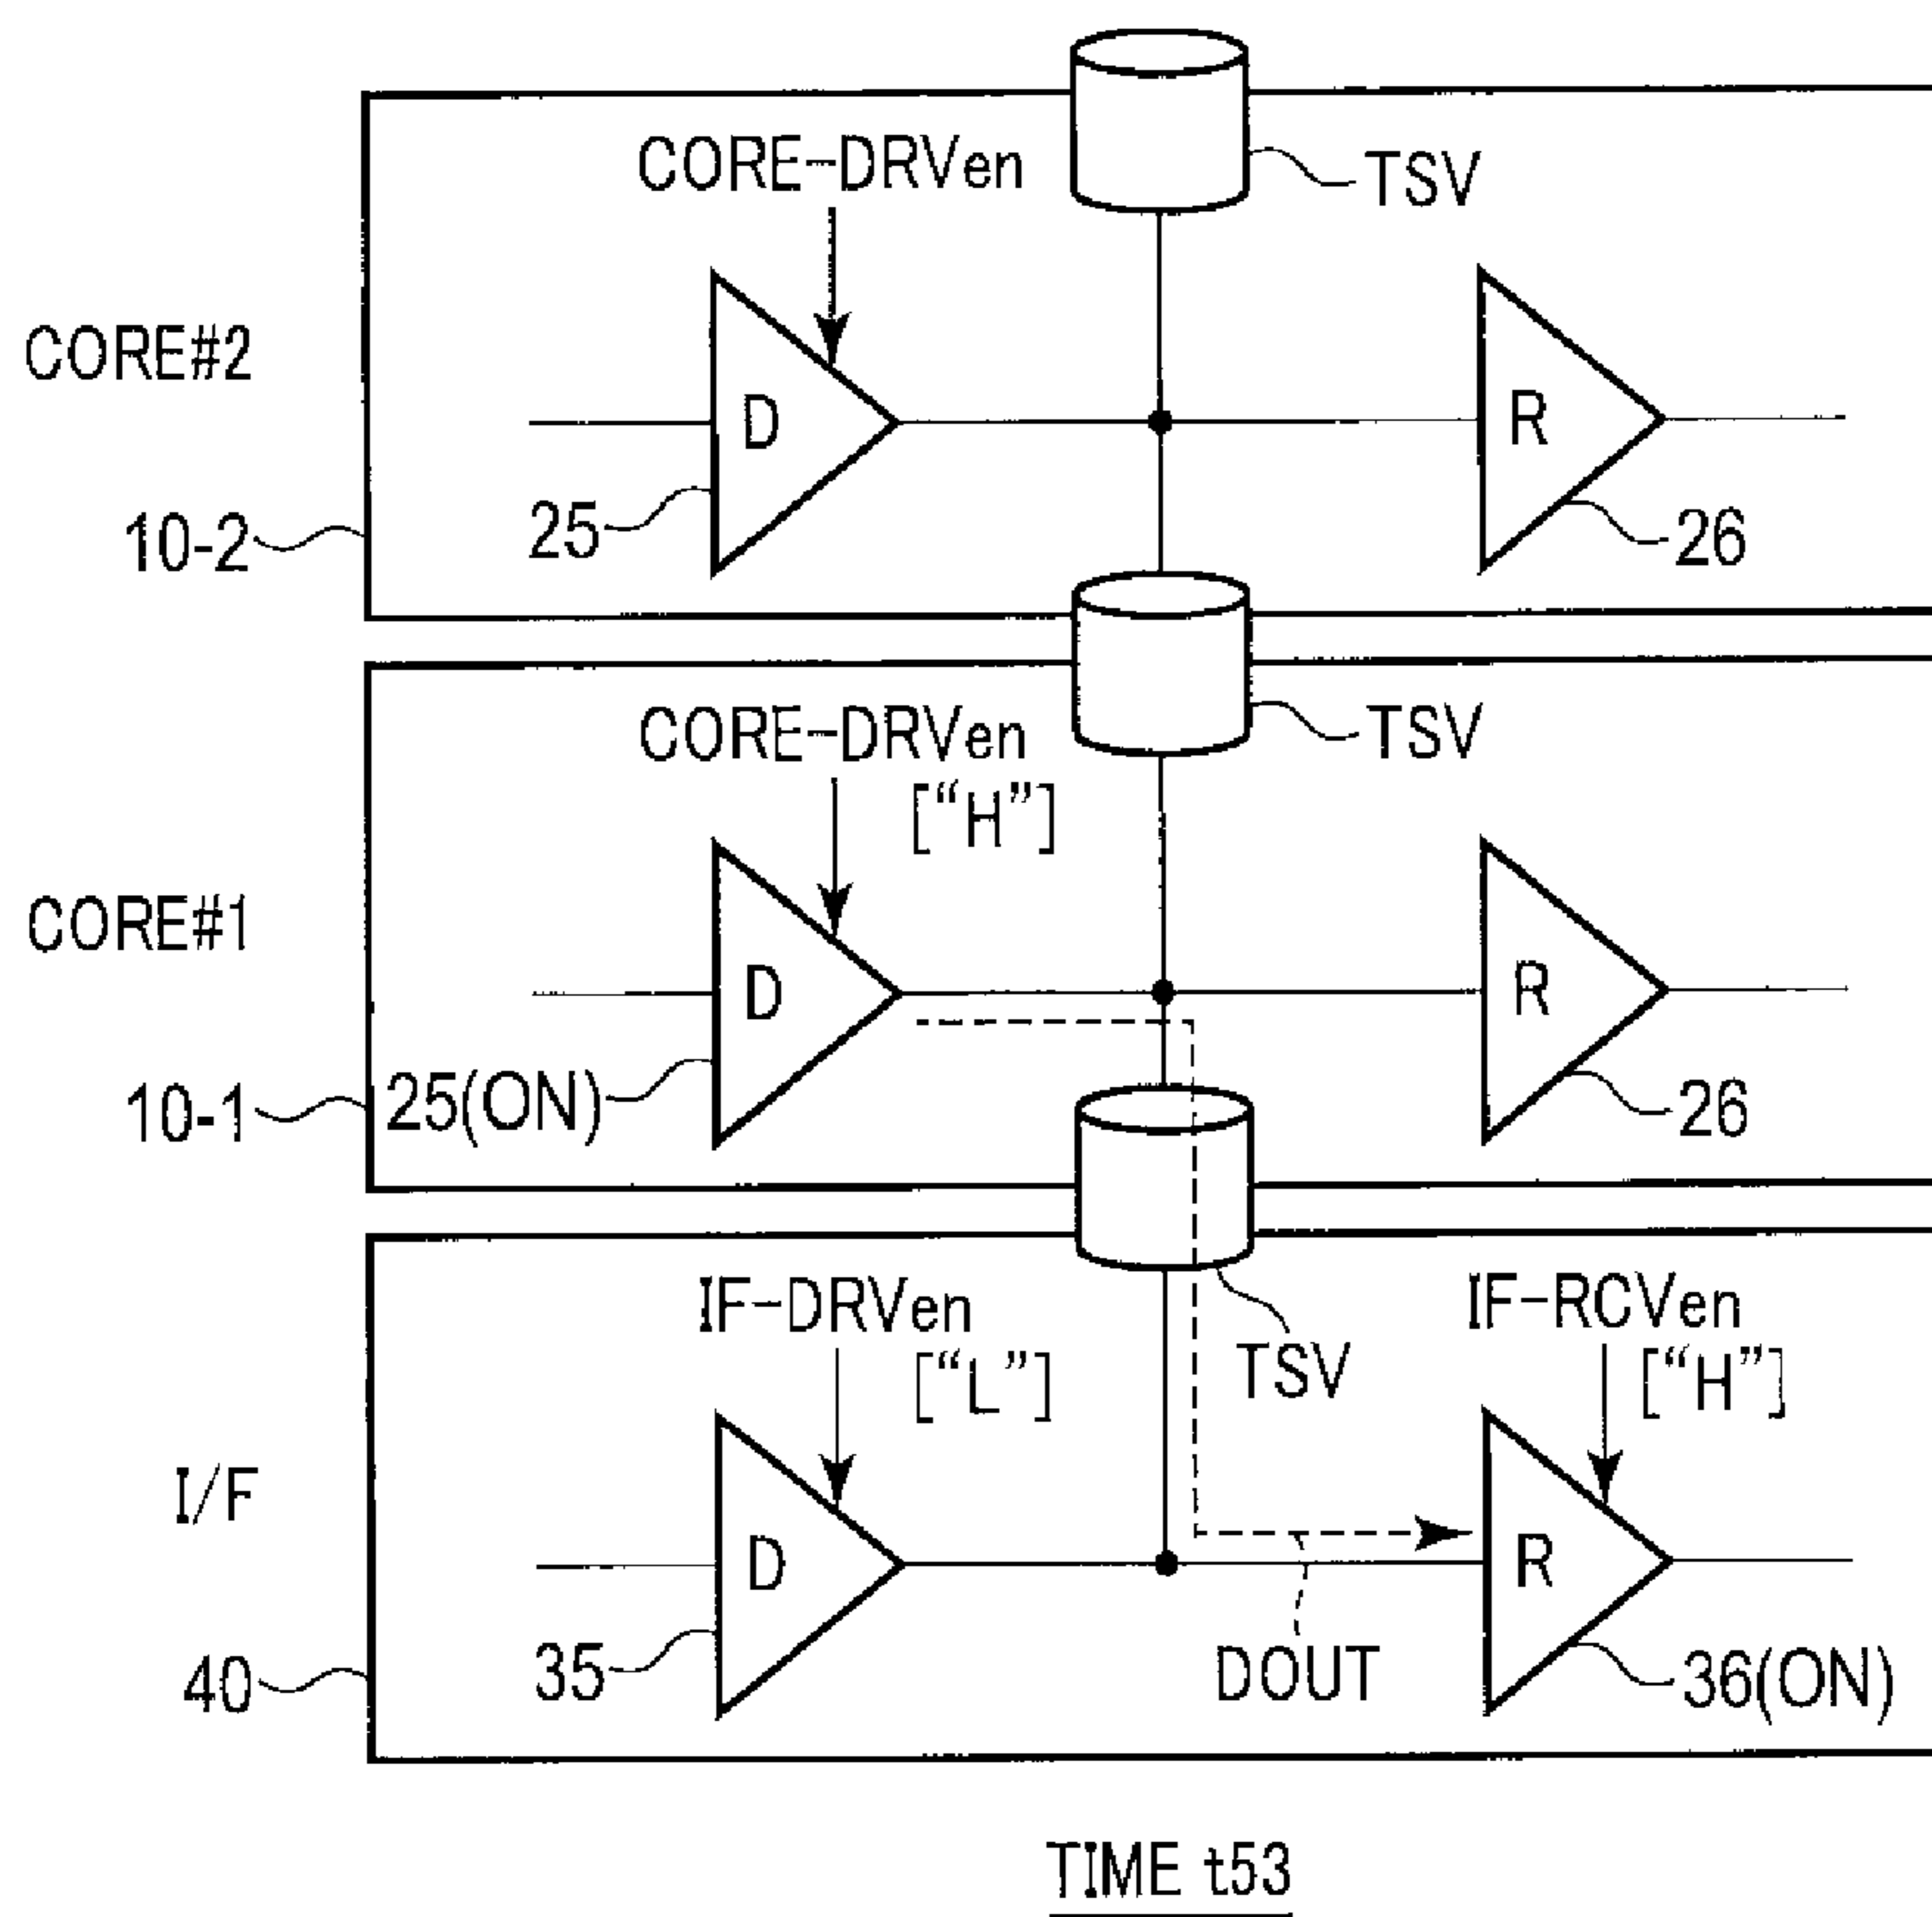 CORE-DRVen
TSV
CORE#2
D
R
25
26
10-2
CORE-DRVen
["H"]
TSV
CORE#1
D
R
25(ON)
26
10-1
IF-DRVen
["L"]
TSV
IF-RCVen
["H"]
I/F
D
R
35
DOUT
36(ON)
40
TIME t53